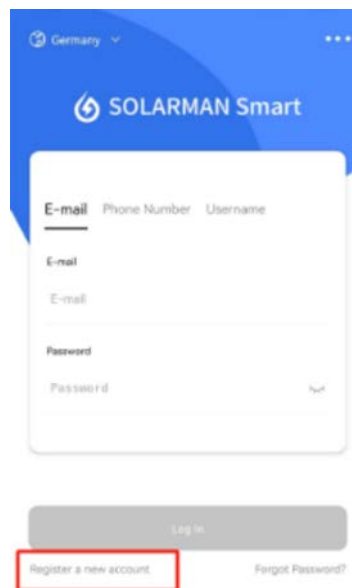 Germany
SOLARMAN Smart
E-mail Phone Number Username
E-mail
E-mail
Password
Password
Log In
Register a new account Forgot Password?